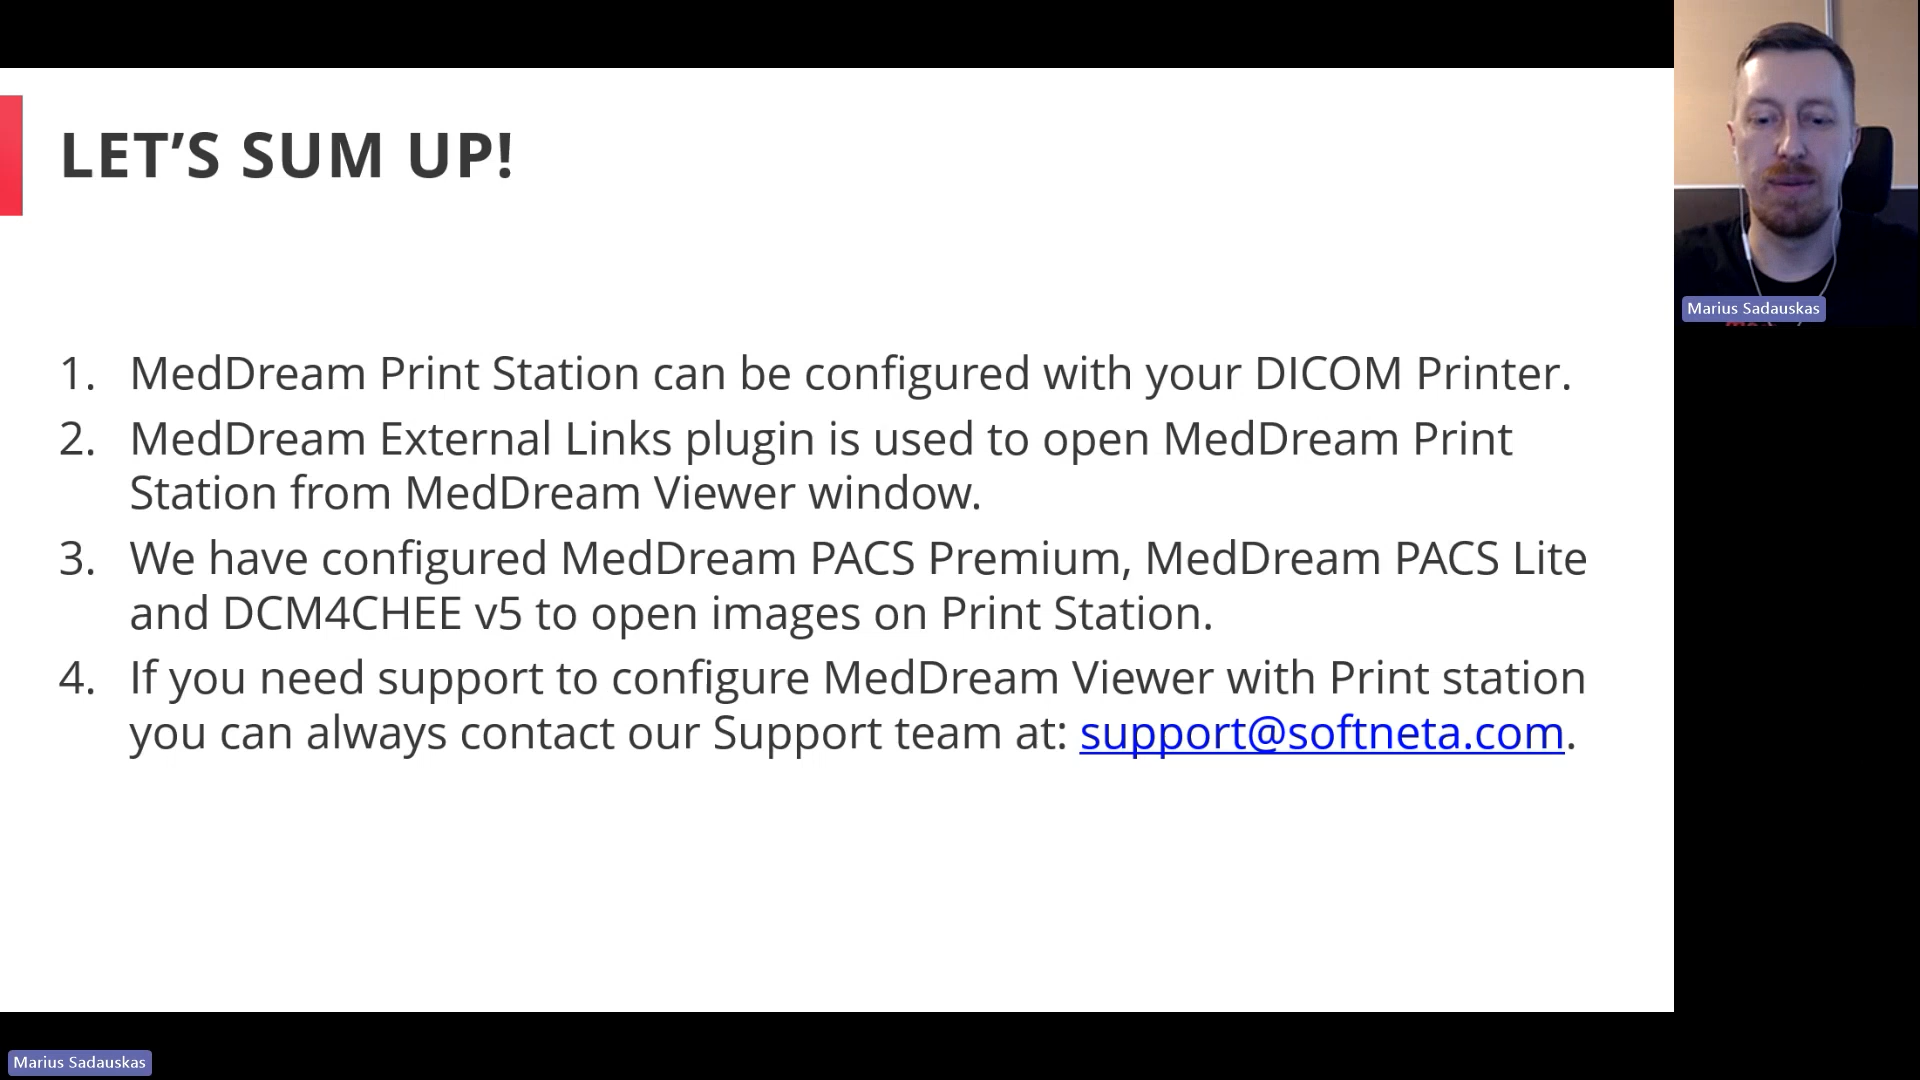 LET’S SUM UP!
1. MedDream Print Station can be configured with your DICOM Printer.
2. MedDream External Links plugin is used to open MedDream Print
Station from MedDream Viewer window.
3. We have configured MedDream PACS Premium, MedDream PACS Lite
and DCM4CHEE v5 to open images on Print Station.
4. If you need support to configure MedDream Viewer with Print station
you can always contact our Support team at: support@softneta.com.
Marius Sadauskas
Marius Sadauskas